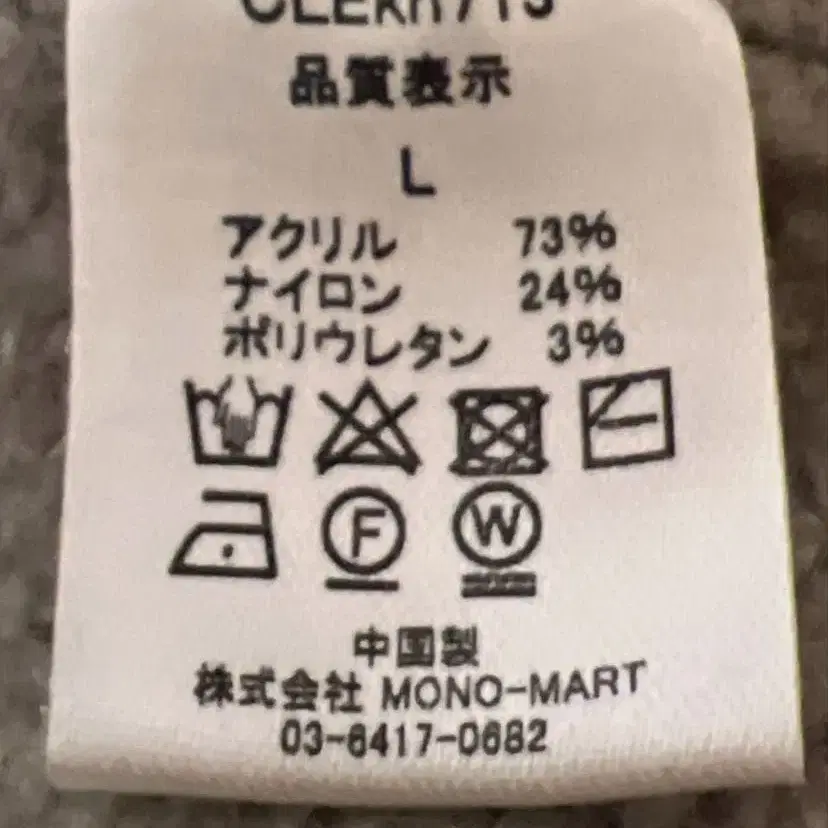 品質表示
L
アクリル 73%
ナイロン 24%
ポリウレタン 3%
F W
中国製
株式会社 MONO-MART
03-6417-0682